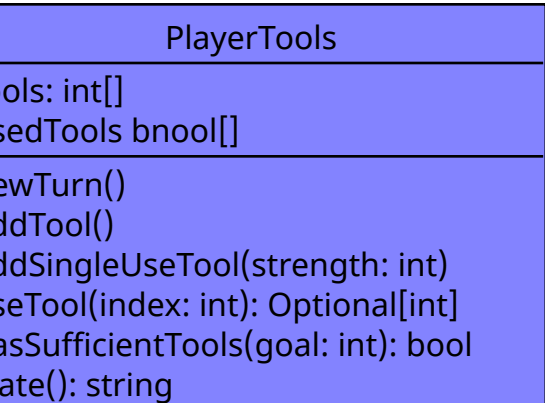 PlayerTools
ools: int[]
sedTools bnool[]
ewTurn()
ddTool()
ddSingleUseTool(strength: int)
seTool(index: int): Optional[int]
asSufficientTools(goal: int): bool
ate(): string